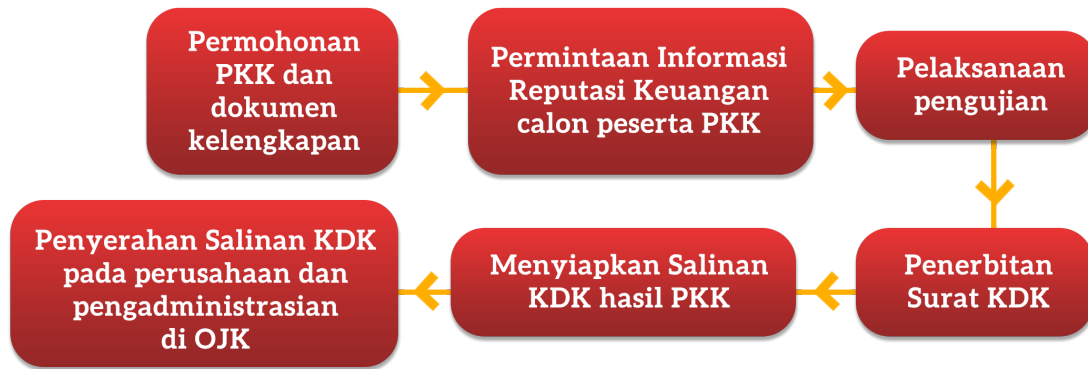 Permohonan
PKK dan
dokumen
kelengkapan
Permintaan Informasi
Reputasi Keuangan
calon peserta PKK
Pelaksanaan
pengujian
Penerbitan
Surat KDK
Menyiapkan Salinan
KDK hasil PKK
Penyerahan Salinan KDK
pada perusahaan dan
pengadministrasian
di OJK